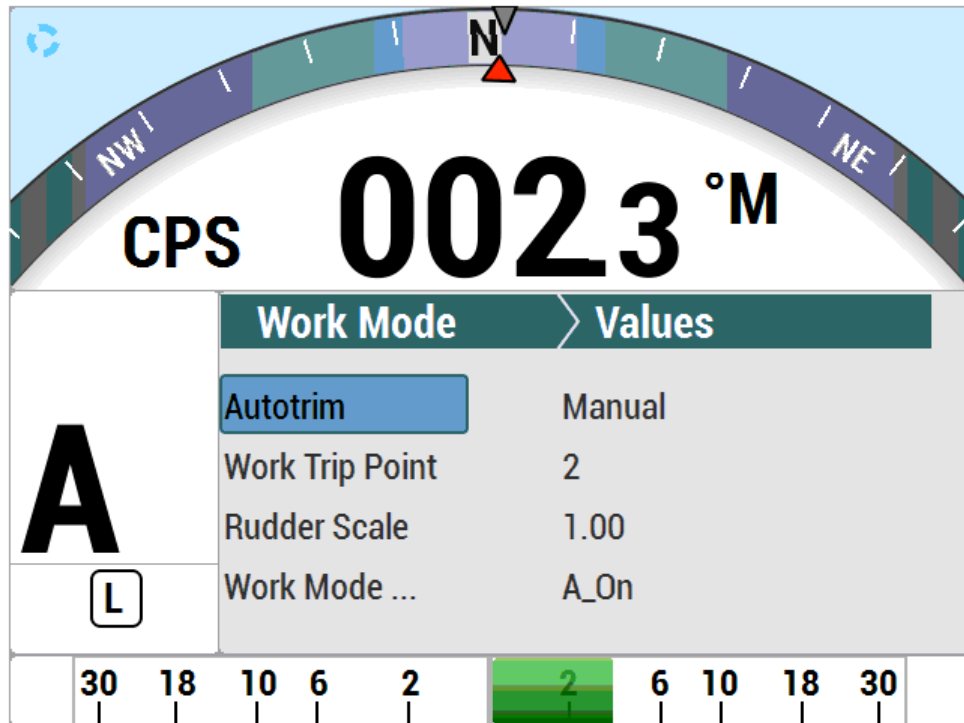 N
NW
NE
CPS 002.3 °M
Work Mode Values
Autotrim Manual
Work Trip Point 2
Rudder Scale 1.00
Work Mode ... A_On
A
L
30 18 10 6 2 2 6 10 18 30